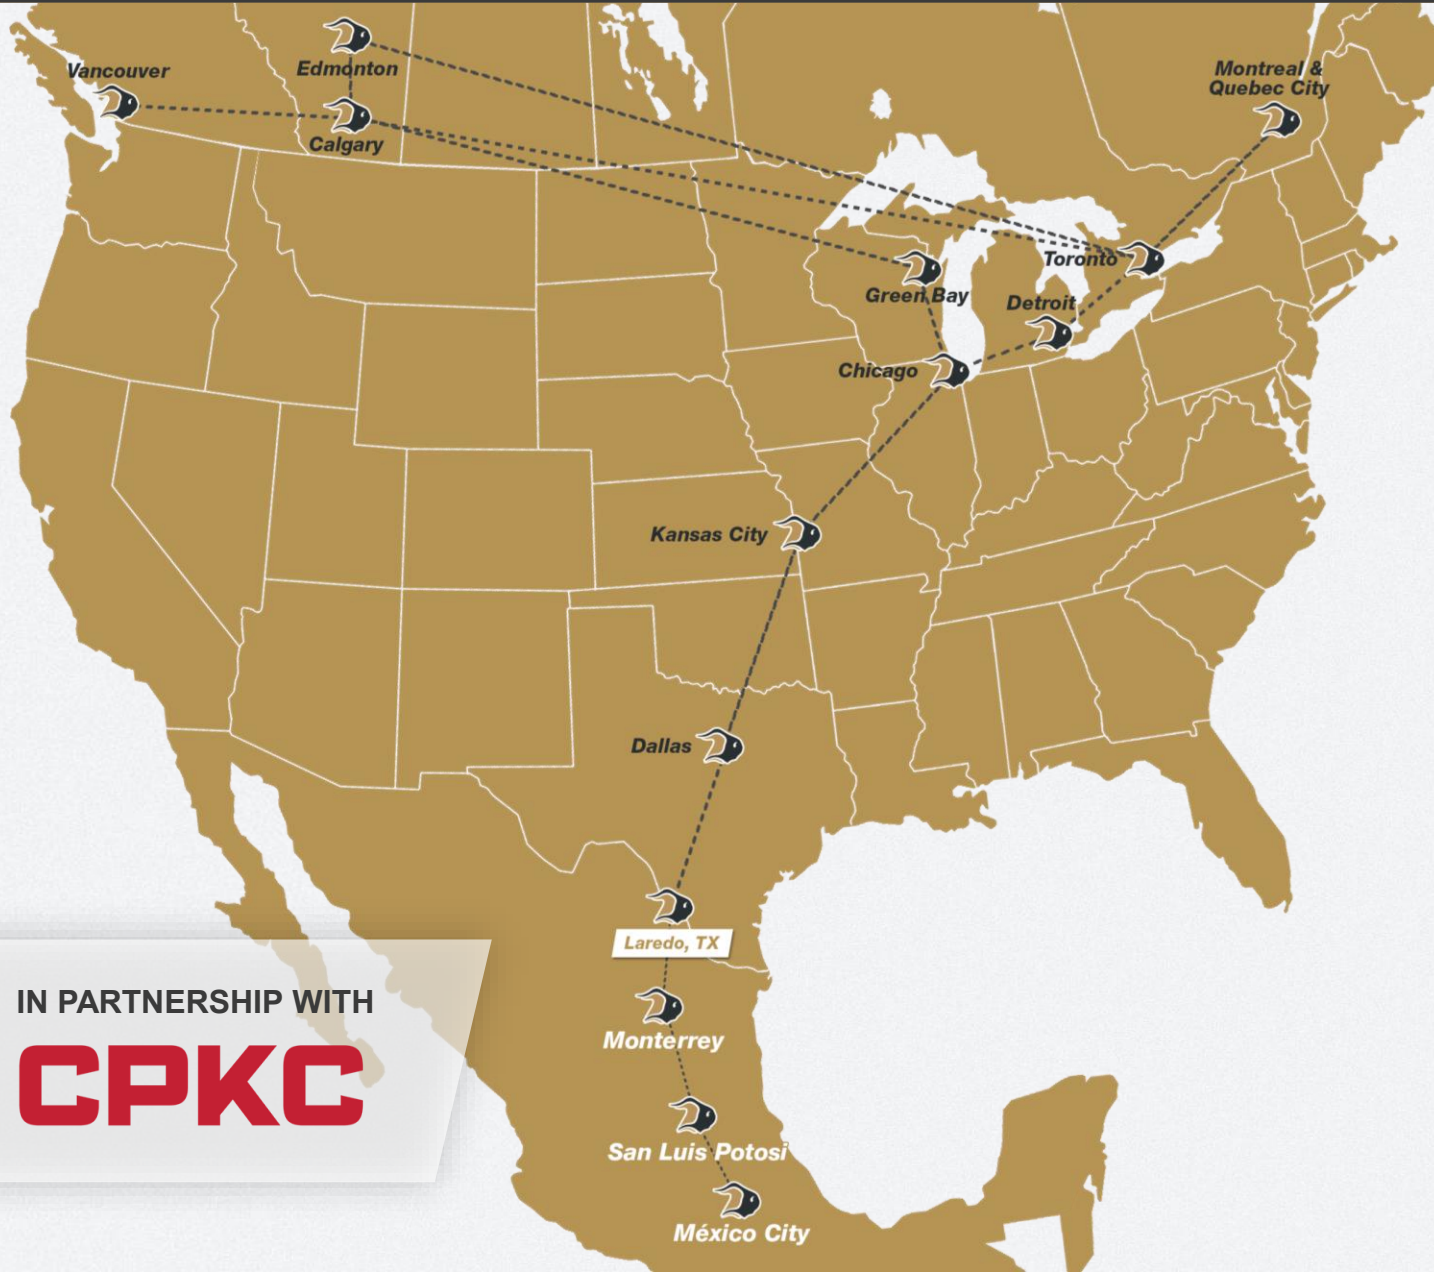 Vancouver
Edmonton
Calgary
Montreal &
Quebec City
Toronto
Green Bay
Detroit
Chicago
Kansas City
Dallas
Laredo, TX
Monterrey
San Luis Potosi
México City
IN PARTNERSHIP WITH
CPKC